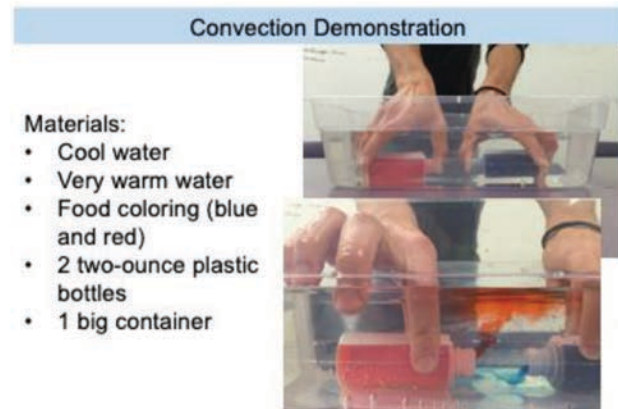 Convection Demonstration
Materials:
• Cool water
• Very warm water
• Food coloring (blue
and red)
• 2 two-ounce plastic
bottles
• 1 big container